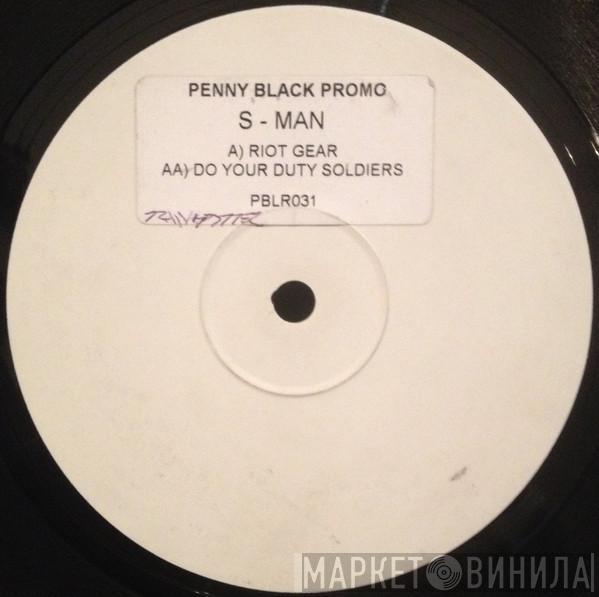 PENNY BLACK PROMO
S - MAN
A) RIOT GEAR
AA) DO YOUR DUTY SOLDIERS
PBLR031
МАРКЕТ ВИНИЛА